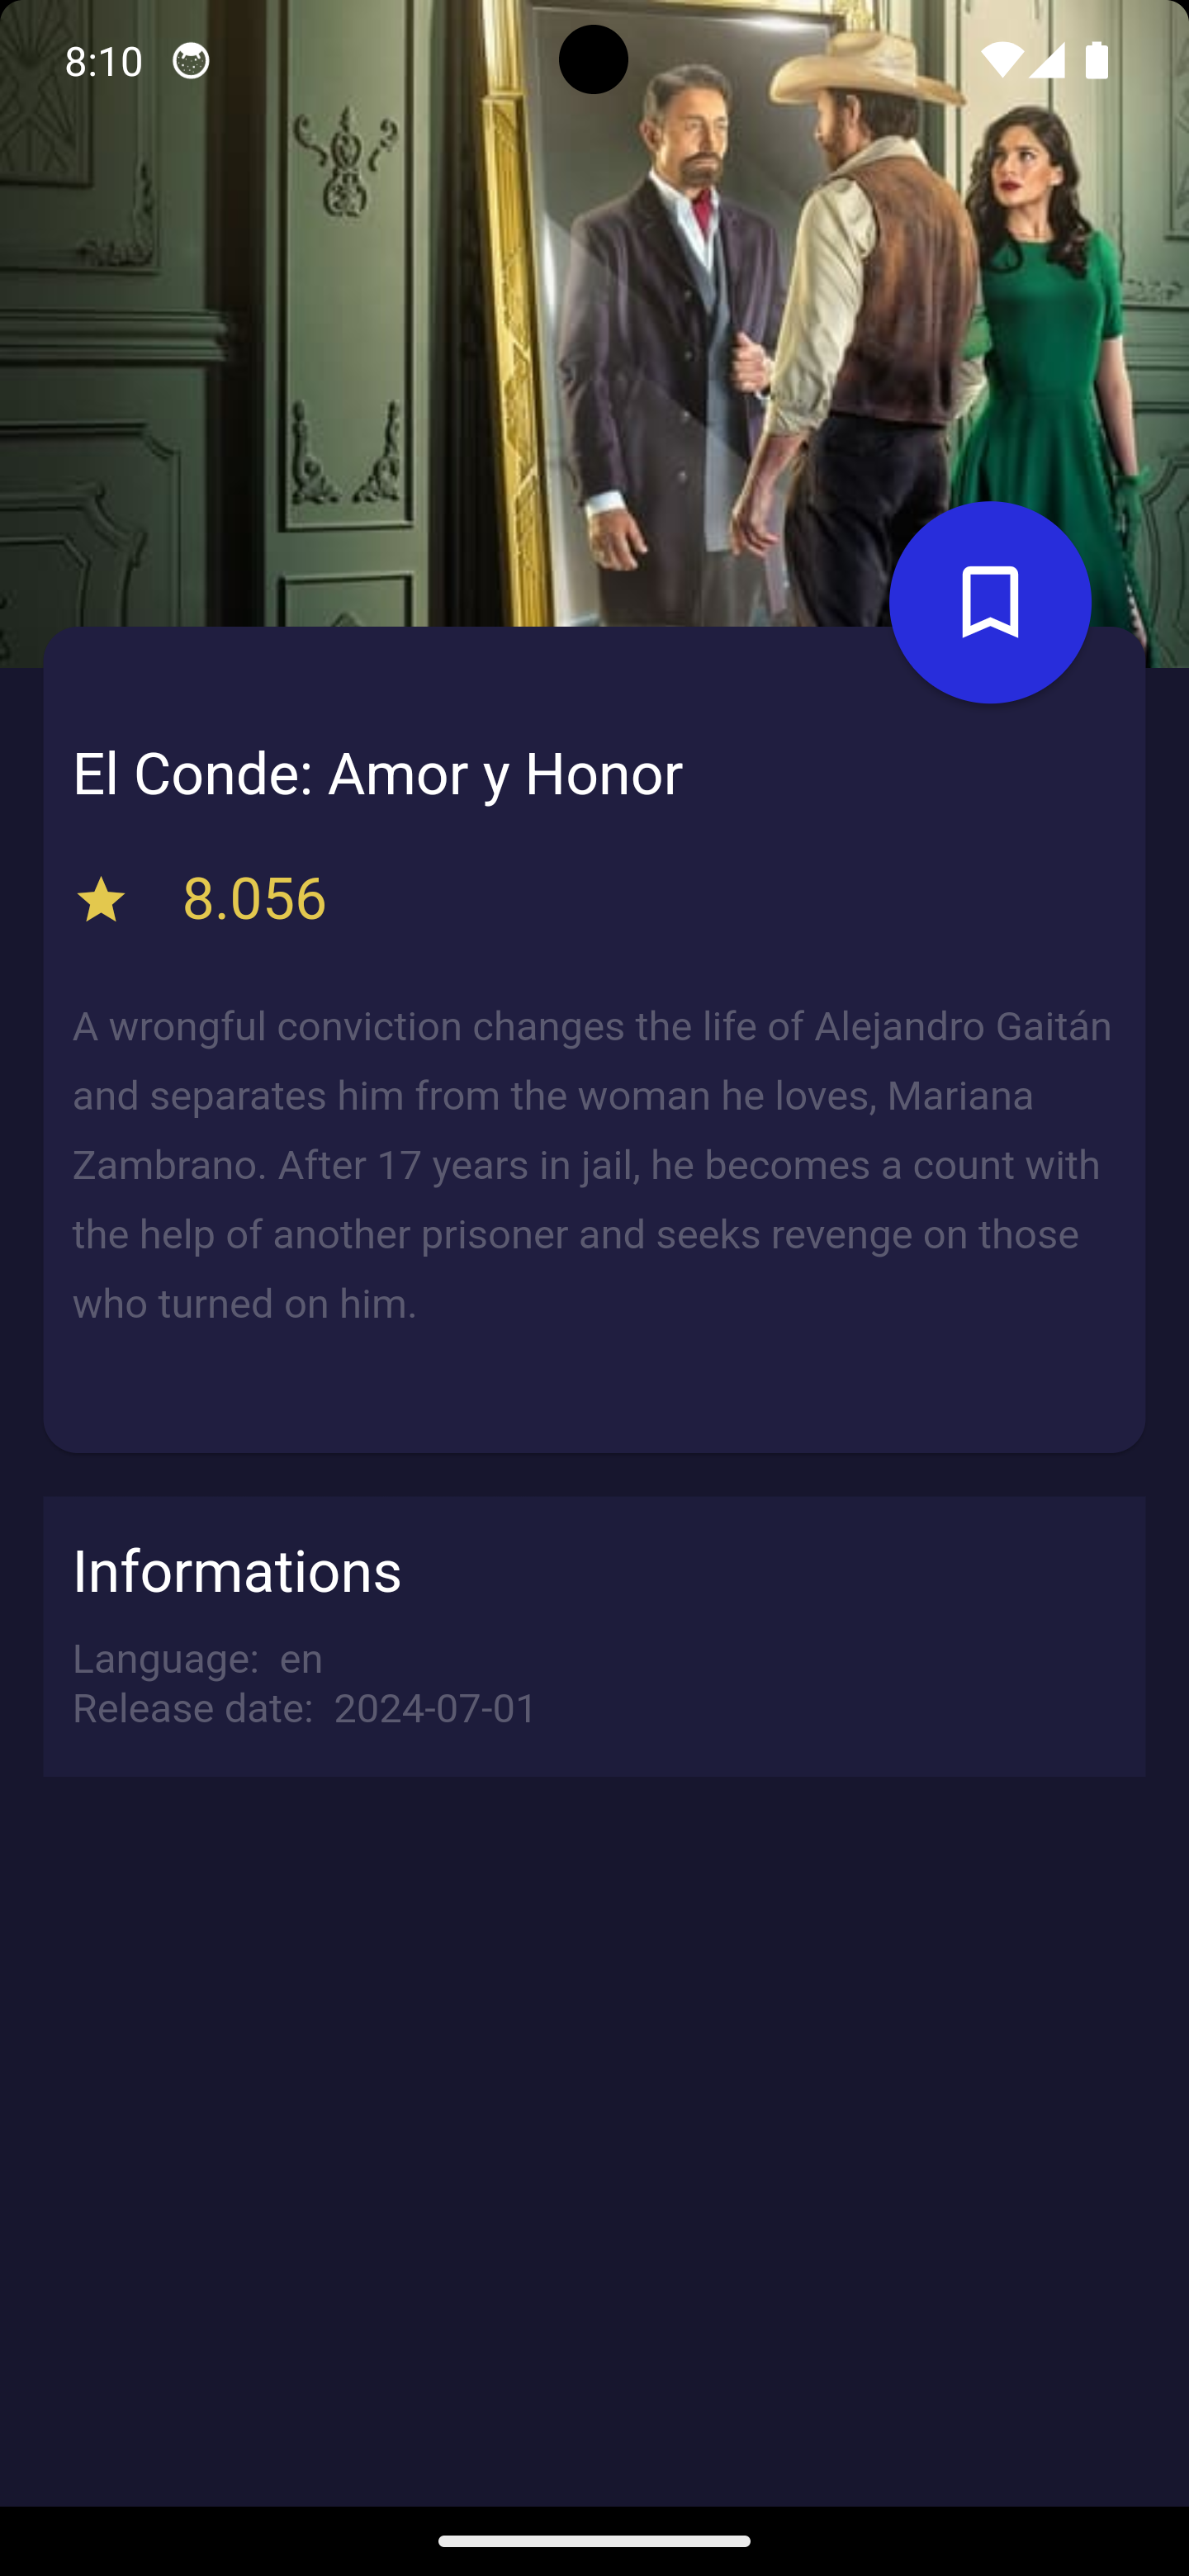 8:10
El Conde: Amor y Honor
8.056
A wrongful conviction changes the life of Alejandro Gaitán
and separates him from the woman he loves, Mariana
Zambrano. After 17 years in jail, he becomes a count with
the help of another prisoner and seeks revenge on those
who turned on him.
Informations
Language: en
Release date: 2024-07-01